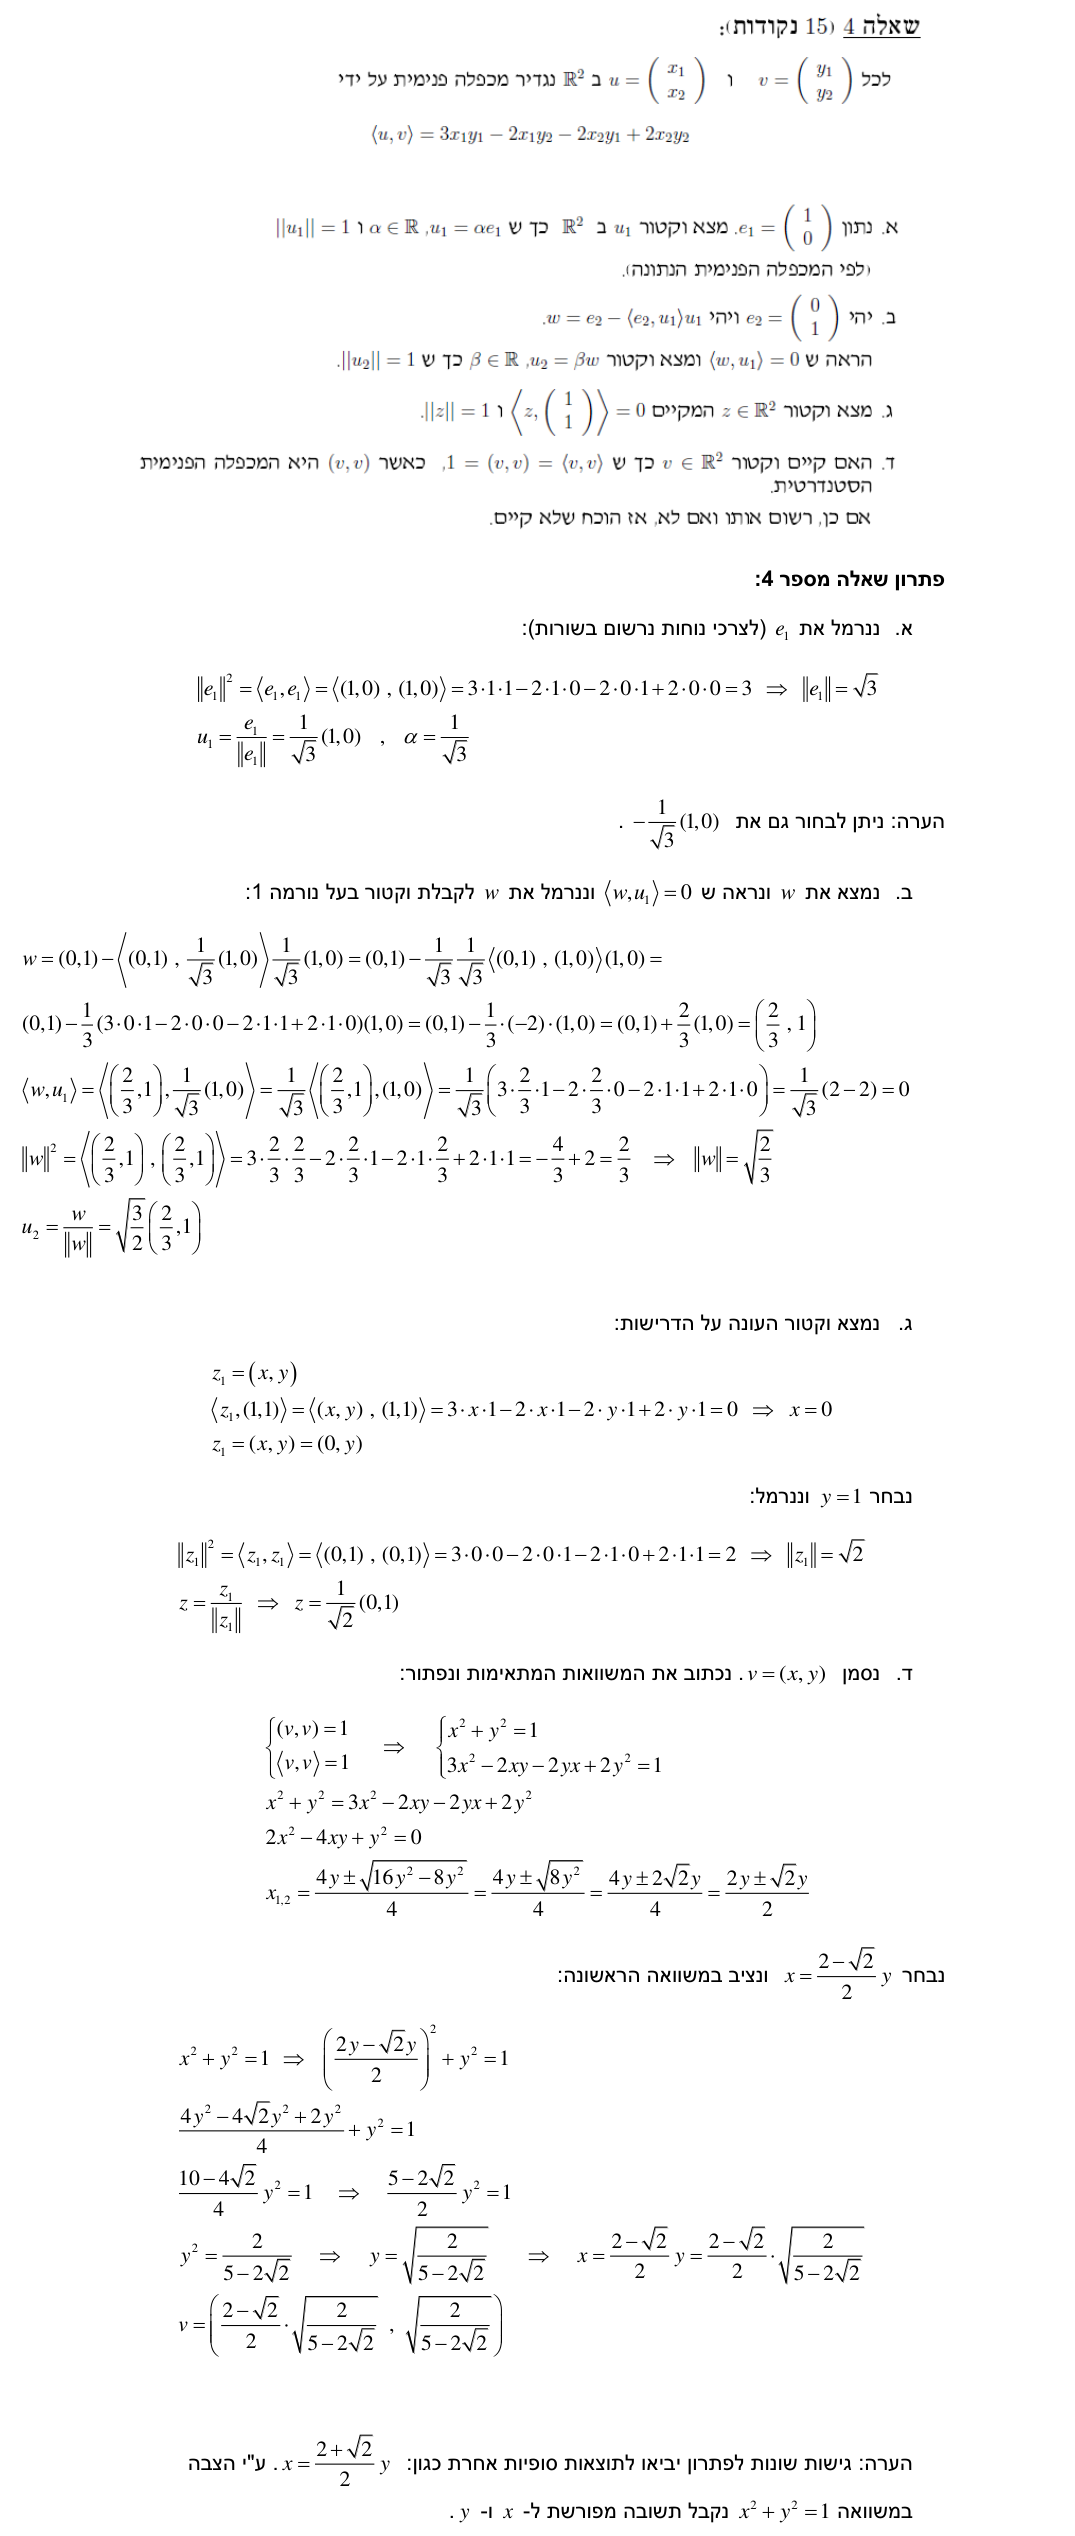 שאלה 4 (15 נקודות):
לכל v = ( y₁ y₂ ) ו u = ( x₁ x₂ ) ב ℝ² נגדיר מכפלה פנימית על ידי
⟨u, v⟩ = 3x₁y₁ − 2x₁y₂ − 2x₂y₁ + 2x₂y₂
א. נתון e₁ = ( 1 0 ). מצא וקטור u₁ ב ℝ² כך ש u₁ = αe₁, α ∈ ℝ ו ||u₁|| = 1
(לפי המכפלה הפנימית הנתונה).
ב. יהי e₂ = ( 0 1 ) ויהי w = e₂ − ⟨e₂, u₁⟩u₁.
הראה ש ⟨w, u₁⟩ = 0 ומצא וקטור u₂ = βw, β ∈ ℝ כך ש ||u₂|| = 1.
ג. מצא וקטור z ∈ ℝ² המקיים ⟨z, ( 1 1 )⟩ = 0 ו ||z|| = 1.
ד. האם קיים וקטור v ∈ ℝ² כך ש ⟨v, v⟩ = (v, v) = 1, כאשר (v, v) היא המכפלה הפנימית
הסטנדרטית.
אם כן, רשום אותו ואם לא, אז הוכח שלא קיים.
פתרון שאלה מספר 4:
א. ננרמל את e₁ (לצרכי נוחות נרשום בשורות):
‖e₁‖² = ⟨e₁,e₁⟩ = ⟨(1,0) , (1,0)⟩ = 3·1·1−2·1·0−2·0·1+2·0·0 = 3 ⇒ ‖e₁‖ = √3
u₁ = e₁/‖e₁‖ = 1/√3 (1,0) , α = 1/√3
הערה: ניתן לבחור גם את −1/√3 (1,0) .
ב. נמצא את w ונראה ש ⟨w,u₁⟩ = 0 וננרמל את w לקבלת וקטור בעל נורמה 1:
w = (0,1) − ⟨(0,1) , 1/√3 (1,0)⟩ 1/√3 (1,0) = (0,1) − 1/√3 1/√3 ⟨(0,1) , (1,0)⟩(1,0) =
(0,1) − 1/3 (3·0·1−2·0·0−2·1·1+2·1·0)(1,0) = (0,1) − 1/3·(−2)·(1,0) = (0,1) + 2/3 (1,0) = (2/3 , 1)
⟨w,u₁⟩ = ⟨(2/3,1), 1/√3 (1,0)⟩ = 1/√3 ⟨(2/3,1),(1,0)⟩ = 1/√3 (3·2/3·1−2·2/3·0−2·1·1+2·1·0) = 1/√3 (2−2) = 0
‖w‖² = ⟨(2/3,1) , (2/3,1)⟩ = 3·2/3·2/3−2·2/3·1−2·1·2/3+2·1·1 = −4/3+2 = 2/3 ⇒ ‖w‖ = √(2/3)
u₂ = w/‖w‖ = √(3/2) (2/3,1)
ג. נמצא וקטור העונה על הדרישות:
z₁ = (x, y)
⟨z₁,(1,1)⟩ = ⟨(x, y) , (1,1)⟩ = 3·x·1−2·x·1−2·y·1+2·y·1 = 0 ⇒ x = 0
z₁ = (x, y) = (0, y)
נבחר y = 1 וננרמל:
‖z₁‖² = ⟨z₁,z₁⟩ = ⟨(0,1) , (0,1)⟩ = 3·0·0−2·0·1−2·1·0+2·1·1 = 2 ⇒ ‖z₁‖ = √2
z = z₁/‖z₁‖ ⇒ z = 1/√2 (0,1)
ד. נסמן v = (x, y) . נכתוב את המשוואות המתאימות ונפתור:
{(v,v) = 1 ⇒ {x² + y² = 1
{⟨v,v⟩ = 1 {3x² − 2xy − 2yx + 2y² = 1
x² + y² = 3x² − 2xy − 2yx + 2y²
2x² − 4xy + y² = 0
x₁,₂ = (4y ± √(16y² − 8y²))/4 = (4y ± √(8y²))/4 = (4y ± 2√2y)/4 = (2y ± √2y)/2
נבחר x = (2−√2)/2 y ונציב במשוואה הראשונה:
x² + y² = 1 ⇒ ((2y − √2y)/2)² + y² = 1
(4y² − 4√2y² + 2y²)/4 + y² = 1
(10 − 4√2)/4 y² = 1 ⇒ (5 − 2√2)/2 y² = 1
y² = 2/(5 − 2√2) ⇒ y = √(2/(5 − 2√2)) ⇒ x = (2 − √2)/2 y = (2 − √2)/2 · √(2/(5 − 2√2))
v = ((2 − √2)/2 · √(2/(5 − 2√2)) , √(2/(5 − 2√2)))
הערה: גישות שונות לפתרון יביאו לתוצאות סופיות אחרת כגון: x = (2+√2)/2 y . ע"י הצבה
במשוואה x² + y² = 1 נקבל תשובה מפורשת ל- x ו- y .